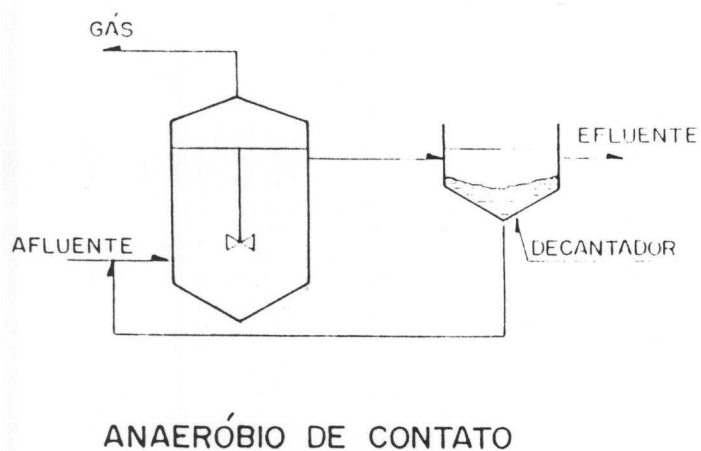 GÁS
EFLUENTE
AFLUENTE
DECANTADOR
ANAERÓBIO DE CONTATO